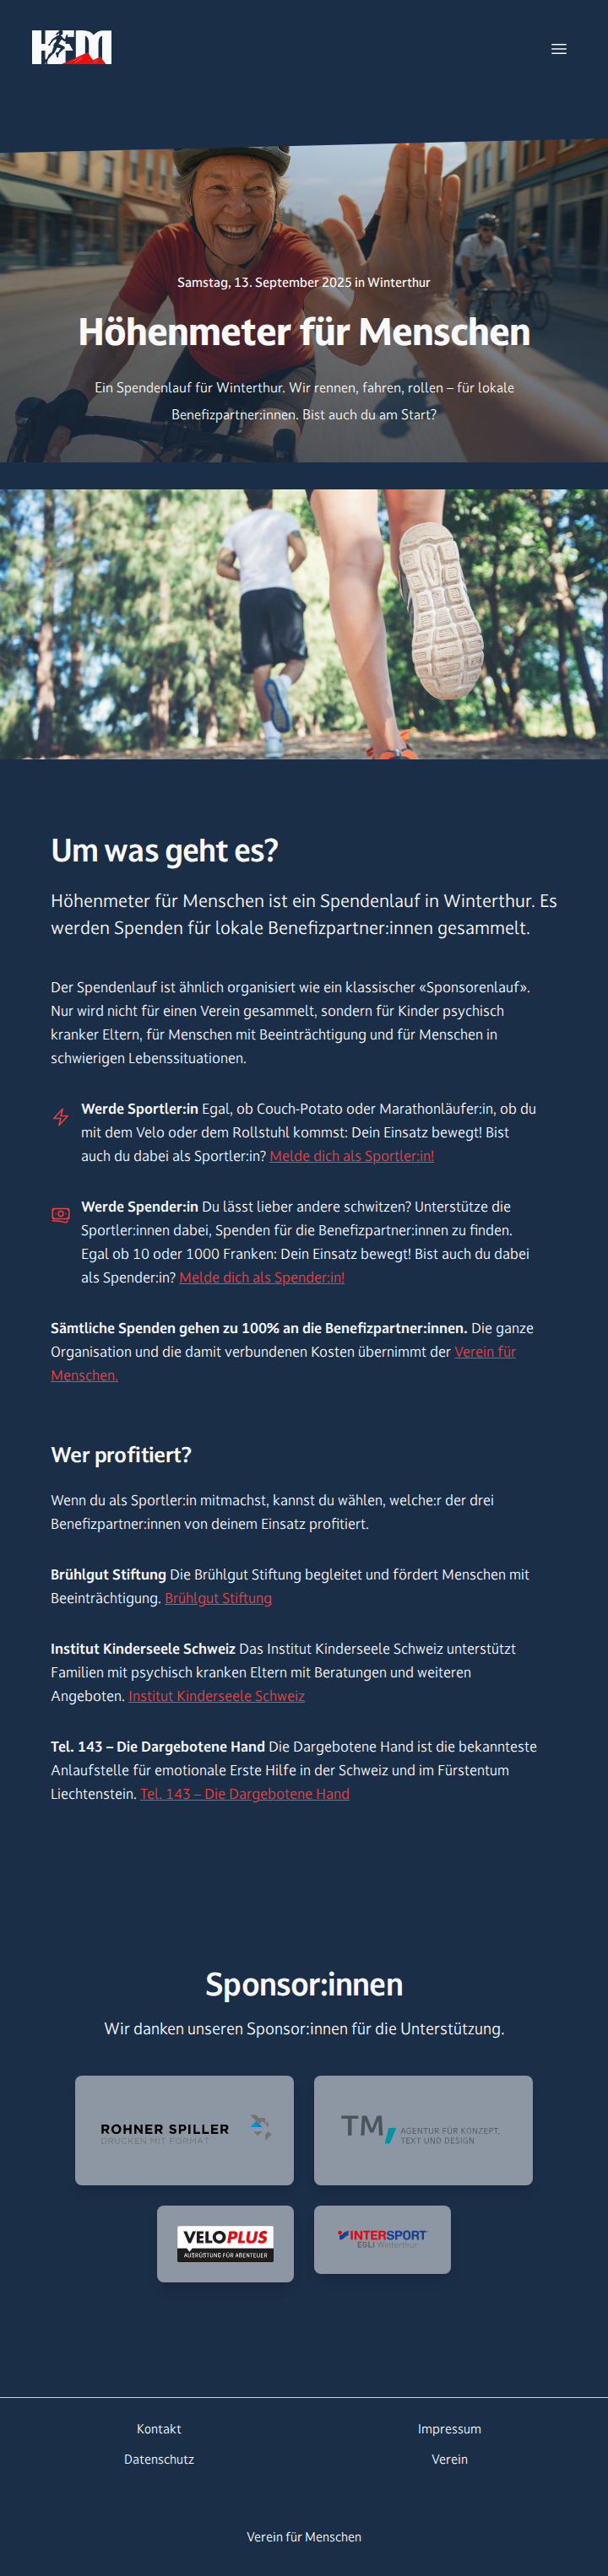 HFM
Samstag, 13. September 2025 in Winterthur
Höhenmeter für Menschen
Ein Spendenlauf für Winterthur. Wir rennen, fahren, rollen – für lokale
Benefizpartner:innen. Bist auch du am Start?
Um was geht es?
Höhenmeter für Menschen ist ein Spendenlauf in Winterthur. Es
werden Spenden für lokale Benefizpartner:innen gesammelt.
Der Spendenlauf ist ähnlich organisiert wie ein klassischer «Sponsorenlauf».
Nur wird nicht für einen Verein gesammelt, sondern für Kinder psychisch
kranker Eltern, für Menschen mit Beeinträchtigung und für Menschen in
schwierigen Lebenssituationen.
Werde Sportler:in Egal, ob Couch-Potato oder Marathonläufer:in, ob du
mit dem Velo oder dem Rollstuhl kommst: Dein Einsatz bewegt! Bist
auch du dabei als Sportler:in? Melde dich als Sportler:in!
Werde Spender:in Du lässt lieber andere schwitzen? Unterstütze die
Sportler:innen dabei, Spenden für die Benefizpartner:innen zu finden.
Egal ob 10 oder 1000 Franken: Dein Einsatz bewegt! Bist auch du dabei
als Spender:in? Melde dich als Spender:in!
Sämtliche Spenden gehen zu 100% an die Benefizpartner:innen. Die ganze
Organisation und die damit verbundenen Kosten übernimmt der Verein für
Menschen.
Wer profitiert?
Wenn du als Sportler:in mitmachst, kannst du wählen, welche:r der drei
Benefizpartner:innen von deinem Einsatz profitiert.
Brühlgut Stiftung Die Brühlgut Stiftung begleitet und fördert Menschen mit
Beeinträchtigung. Brühlgut Stiftung
Institut Kinderseele Schweiz Das Institut Kinderseele Schweiz unterstützt
Familien mit psychisch kranken Eltern mit Beratungen und weiteren
Angeboten. Institut Kinderseele Schweiz
Tel. 143 – Die Dargebotene Hand Die Dargebotene Hand ist die bekannteste
Anlaufstelle für emotionale Erste Hilfe in der Schweiz und im Fürstentum
Liechtenstein. Tel. 143 – Die Dargebotene Hand
Sponsor:innen
Wir danken unseren Sponsor:innen für die Unterstützung.
ROHNER SPILLER
DRUCKEN MIT FORMAT
TM
AGENTUR FÜR KONZEPT,
TEXT UND DESIGN
VELOPLUS
AUSRÜSTUNG FÜR ABENTEUER
INTERSPORT
EGLI Winterthur
Kontakt
Impressum
Datenschutz
Verein
Verein für Menschen